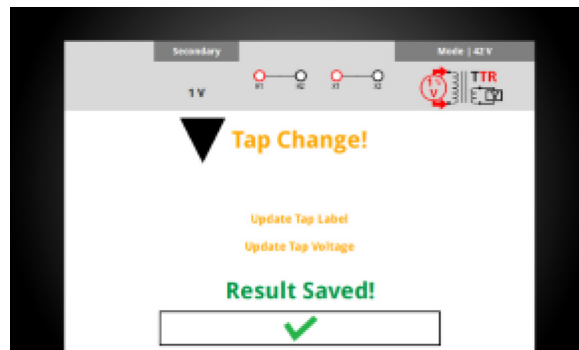 Secondary
Mode | 42 V
1 V
H1 H2 X1 X2
TTR
V
Tap Change!
Update Tap Label
Update Tap Voltage
Result Saved!